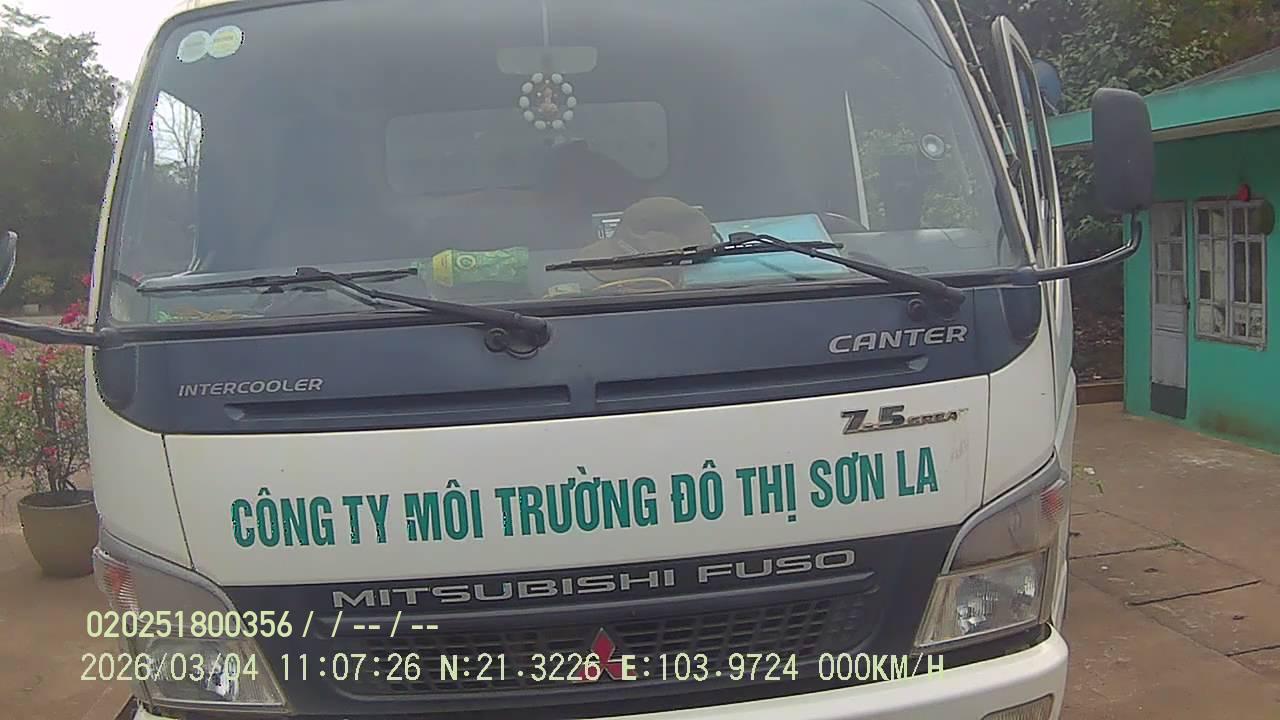 CANTER
INTERCOOLER
7.5 GREAT
CÔNG TY MÔI TRƯỜNG ĐÔ THỊ SƠN LA
MITSUBISHI FUSO
020251800356 / / -- / --
2026/03/04 11:07:26 N:21.3226 E:103.9724 000KM/H